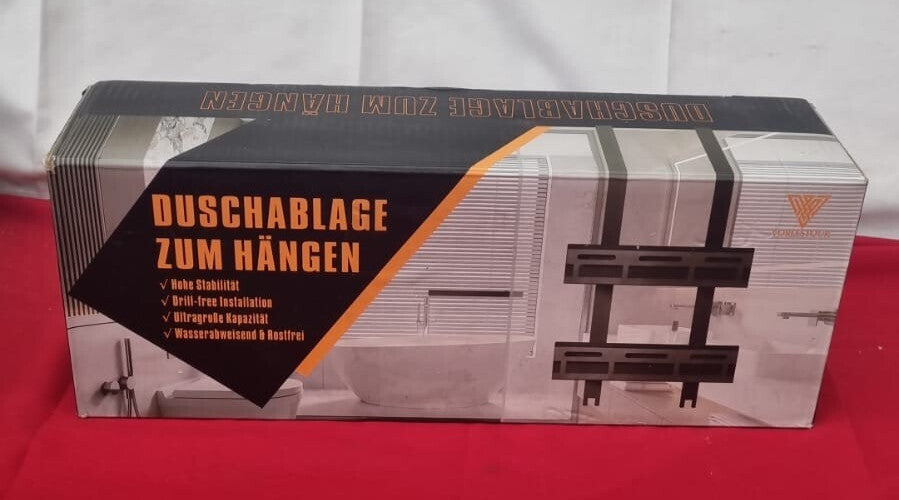 DUSCHABLAGE ZUM HÄNGEN
DUSCHABLAGE
ZUM HÄNGEN
✓ Hohe Stabilität
✓ Drill-free Installation
✓ Ultragroße Kapazität
✓ Wasserabweisend & Rostfrei